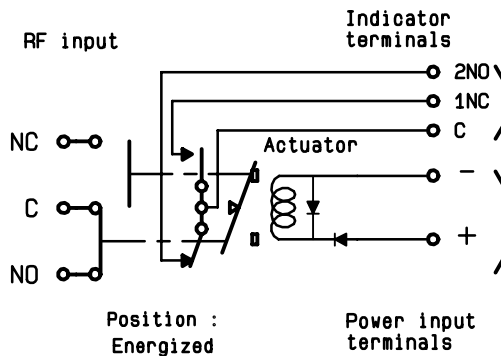 RF input
Indicator
terminals
2NO
1NC
C
Actuator
NC
C
NO
-
+
Position :
Energized
Power input
terminals